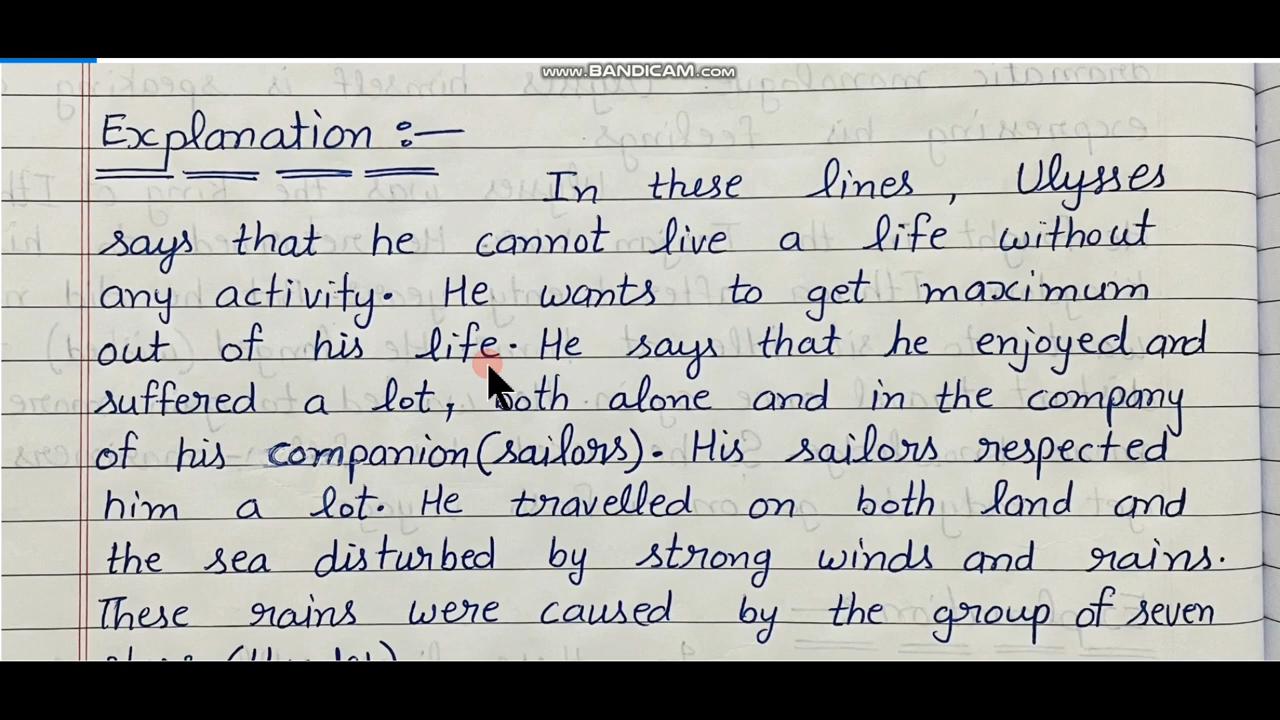 www.BANDICAM.com
Explanation :—
In these lines, Ulysses
says that he cannot live a life without
any activity. He wants to get maximum
out of his life. He says that he enjoyed and
suffered a lot, both alone and in the company
of his companion (sailors). His sailors respected
him a lot. He travelled on both land and
the sea disturbed by strong winds and rains.
These rains were caused by the group of seven